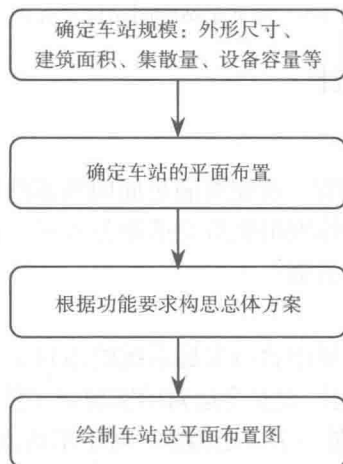 确定车站规模：外形尺寸、
建筑面积、集散量、设备容量等
确定车站的平面布置
根据功能要求构思总体方案
绘制车站总平面布置图